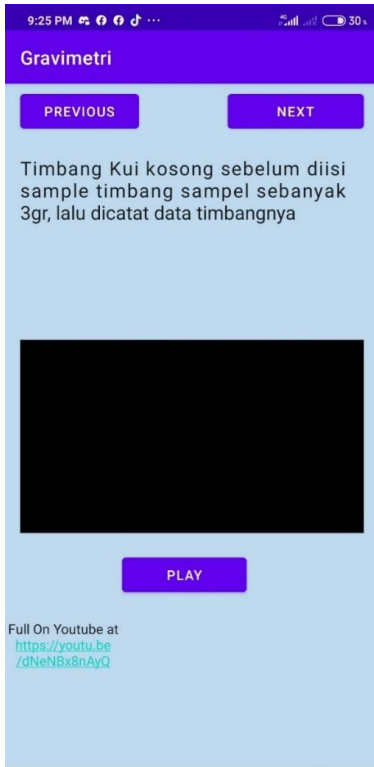 9:25 PM ...
30
Gravimetri
PREVIOUS
NEXT
Timbang Kui kosong sebelum diisi
sample timbang sampel sebanyak
3gr, lalu dicatat data timbangnya
PLAY
Full On Youtube at
https://youtu.be
/dNeNBx8nAyQ